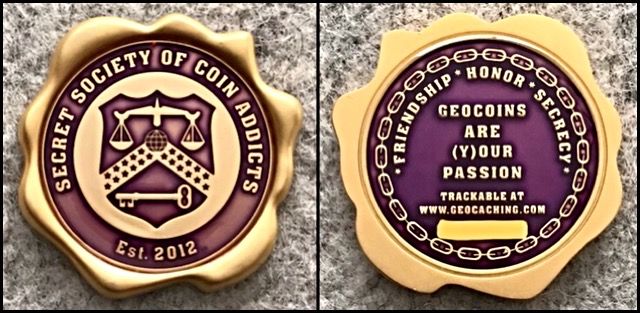 SECRET SOCIETY OF COIN ADDICTS
Est. 2012
*FRIENDSHIP*HONOR*SECRECY*
GEOCOINS
ARE
(Y)OUR
PASSION
TRACKABLE AT
WWW.GEOCACHING.COM